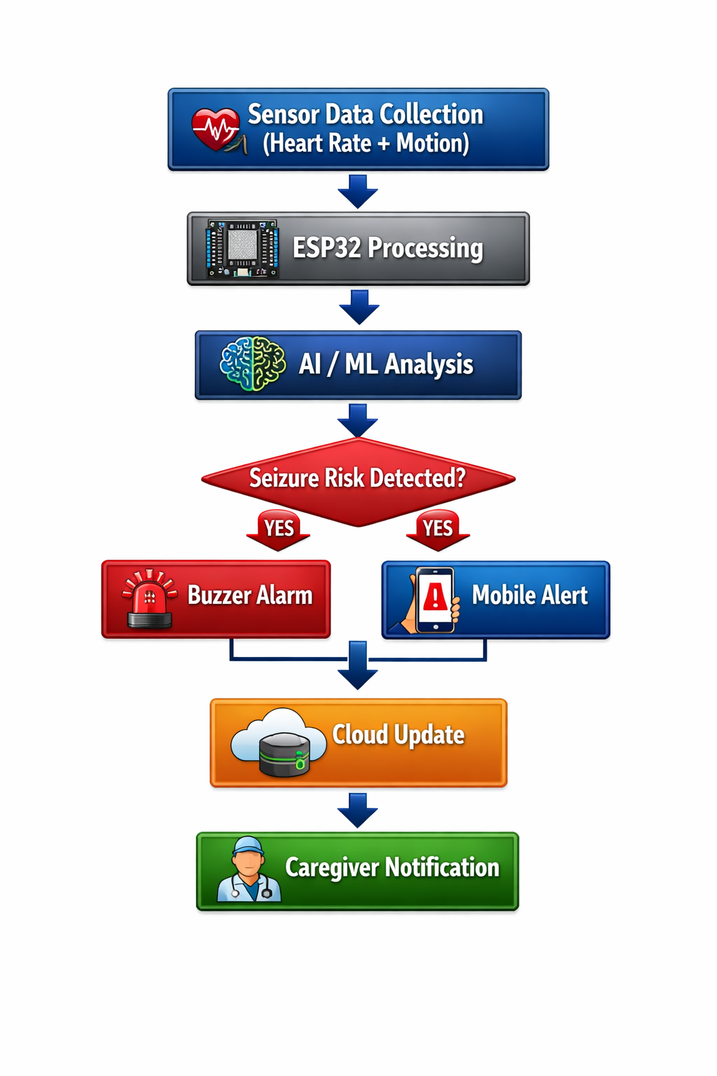 Sensor Data Collection
(Heart Rate + Motion)
ESP32 Processing
AI / ML Analysis
Seizure Risk Detected?
YES
YES
Buzzer Alarm
Mobile Alert
Cloud Update
Caregiver Notification